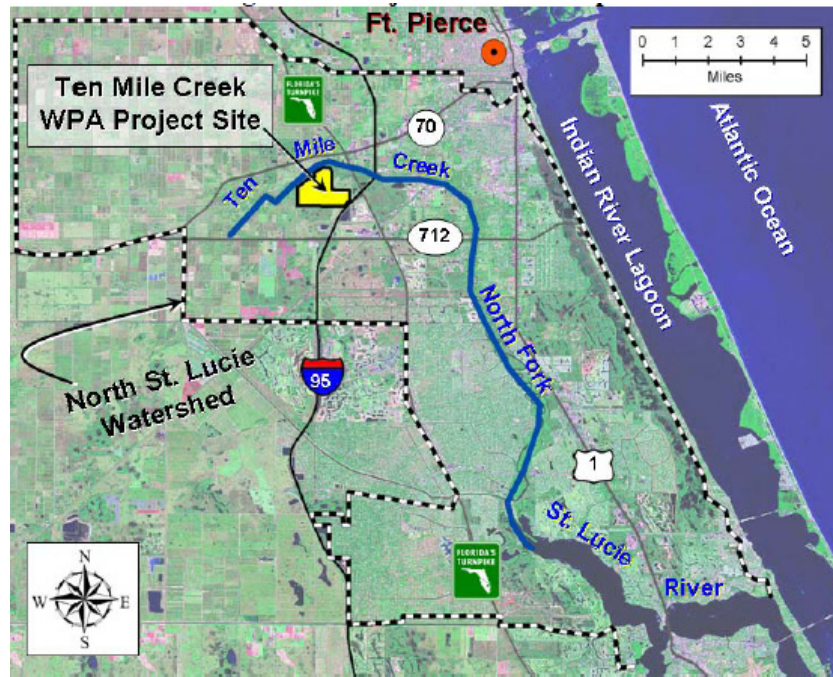 Ft. Pierce
0 1 2 3 4 5
Miles
Ten Mile Creek
WPA Project Site
FLORIDA'S
TURNPIKE
70
Ten Mile Creek
712
Indian River Lagoon
Atlantic Ocean
North Fork
95
North St. Lucie
Watershed
1
St. Lucie River
FLORIDA'S
TURNPIKE
N
W E
S